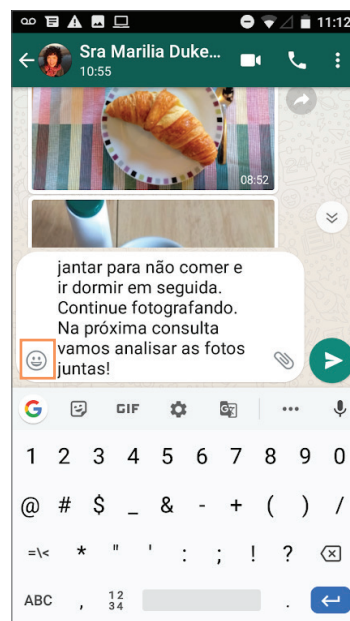 11:12
Sra Marilia Duke...
10:55
08:52
jantar para não comer e
ir dormir em seguida.
Continue fotografando.
Na próxima consulta
vamos analisar as fotos
juntas!
G GIF G ...
1 2 3 4 5 6 7 8 9 0
@ # $ _ & - + ( ) /
=\< * " ' : ; ! ?
ABC , 12 .
34